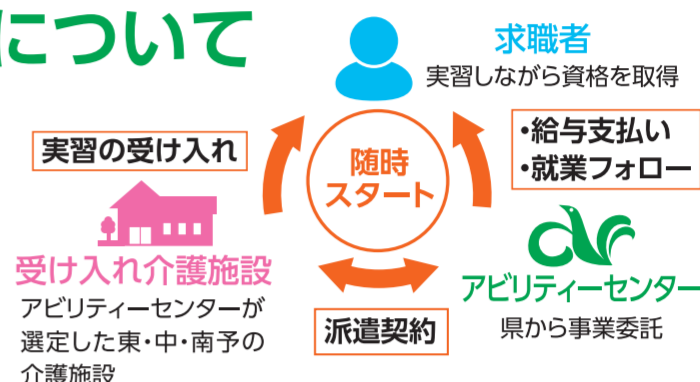 について
求職者
実習しながら資格を取得
実習の受け入れ
・給与支払い
・就業フォロー
随時
スタート
受け入れ介護施設
アビリティーセンターが
選定した東・中・南予の
介護施設
派遣契約
アビリティーセンター
県から事業委託